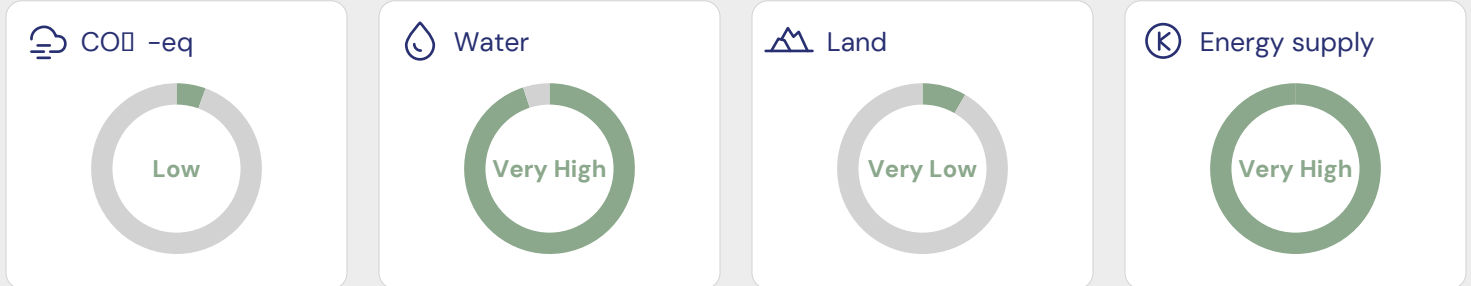 CO▯ -eq
Water
Land
Energy supply
Low
Very High
Very Low
Very High